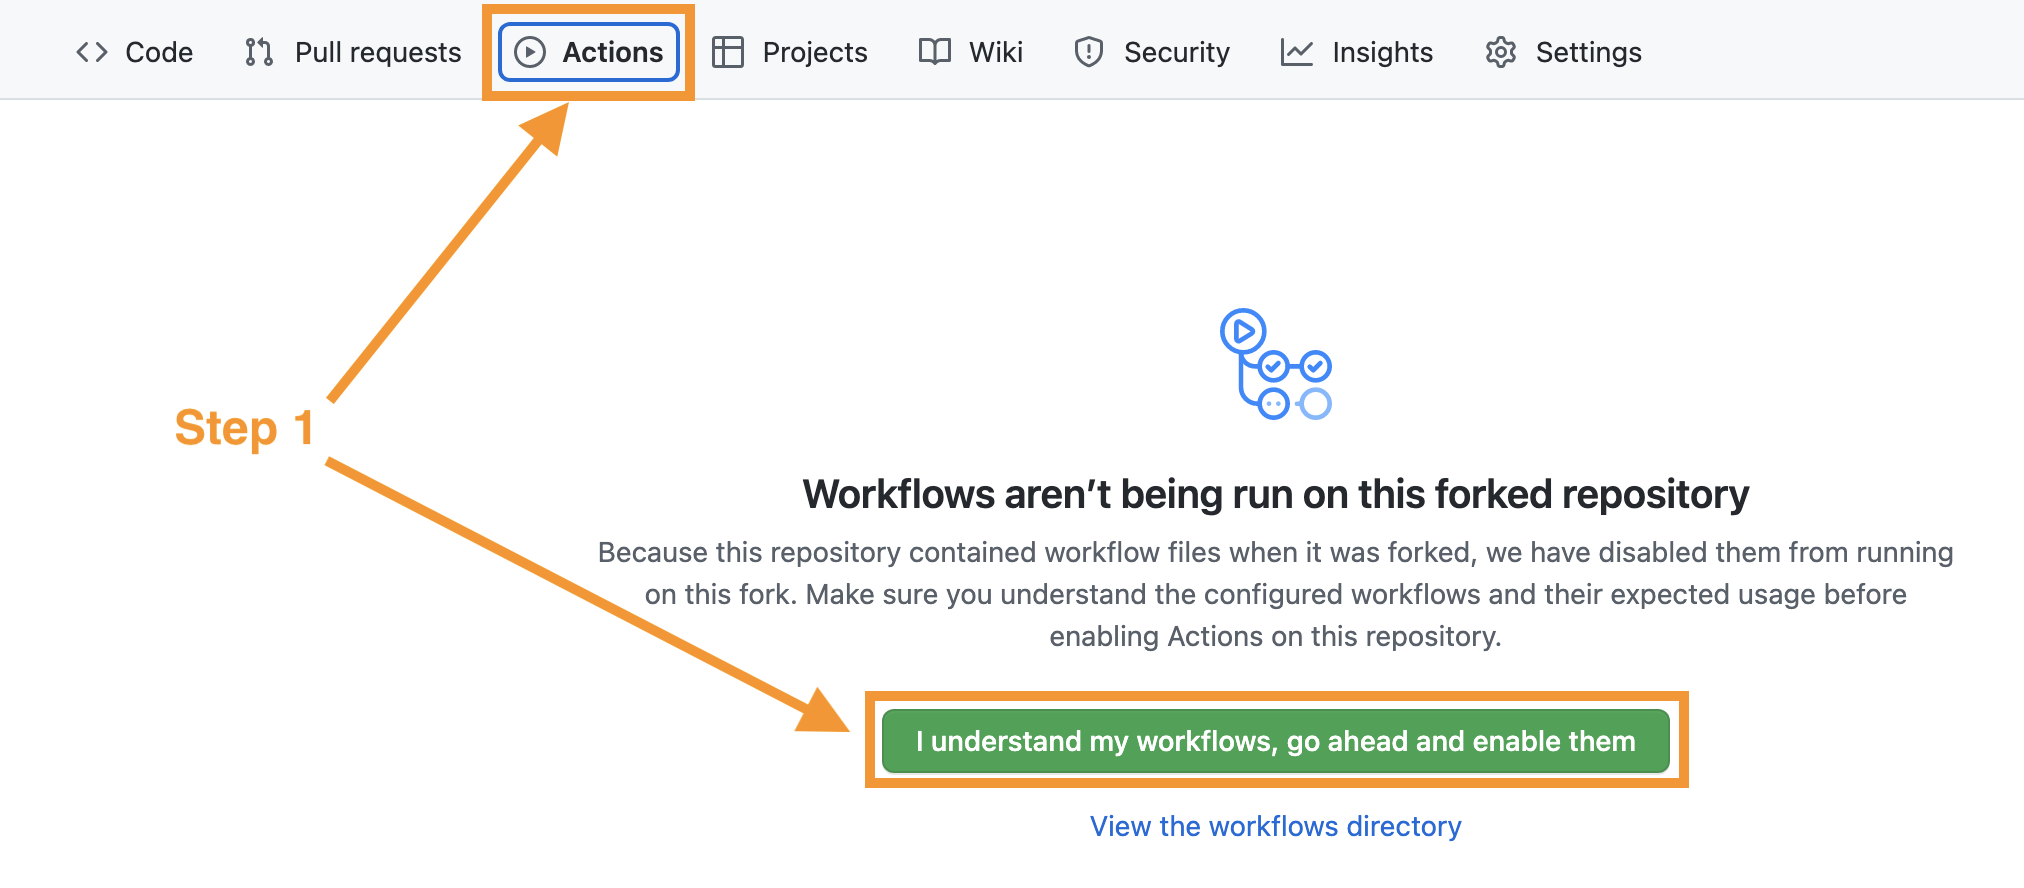 Code Pull requests Actions Projects Wiki Security Insights Settings
Step 1
Workflows aren’t being run on this forked repository
Because this repository contained workflow files when it was forked, we have disabled them from running
on this fork. Make sure you understand the configured workflows and their expected usage before
enabling Actions on this repository.
I understand my workflows, go ahead and enable them
View the workflows directory